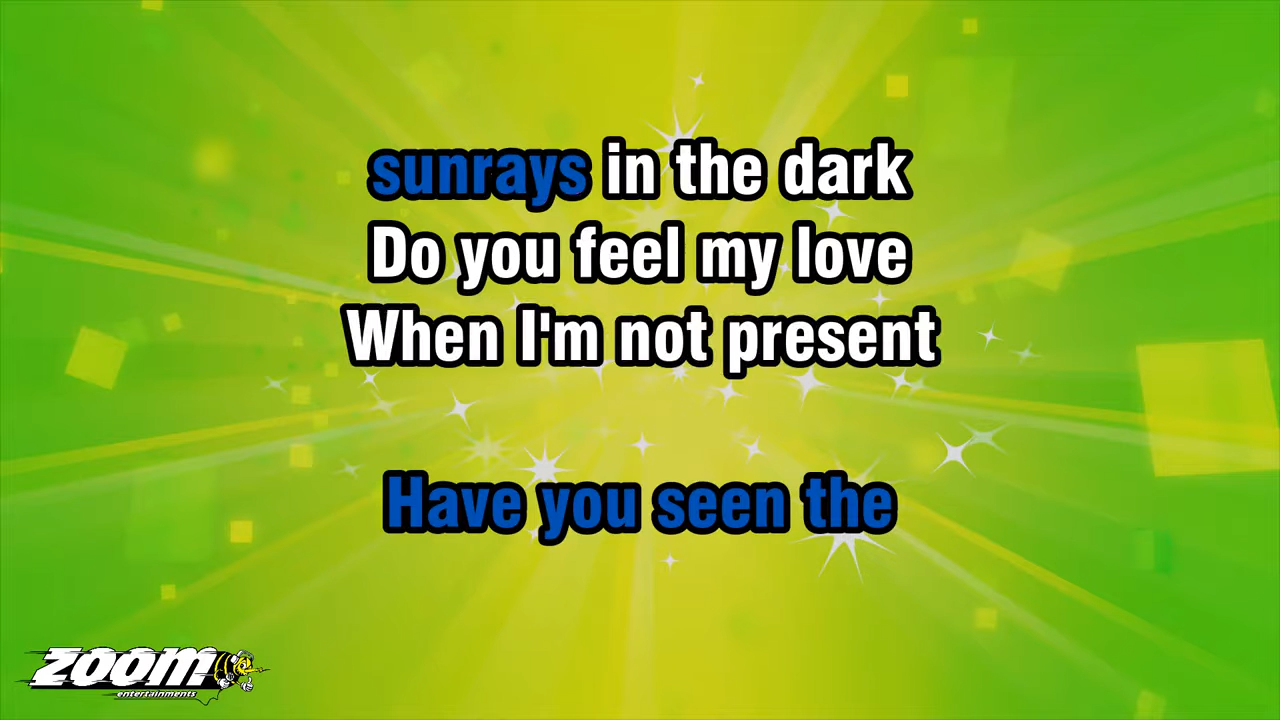 sunrays in the dark
Do you feel my love
When I'm not present
Have you seen the
zoom
entertainments